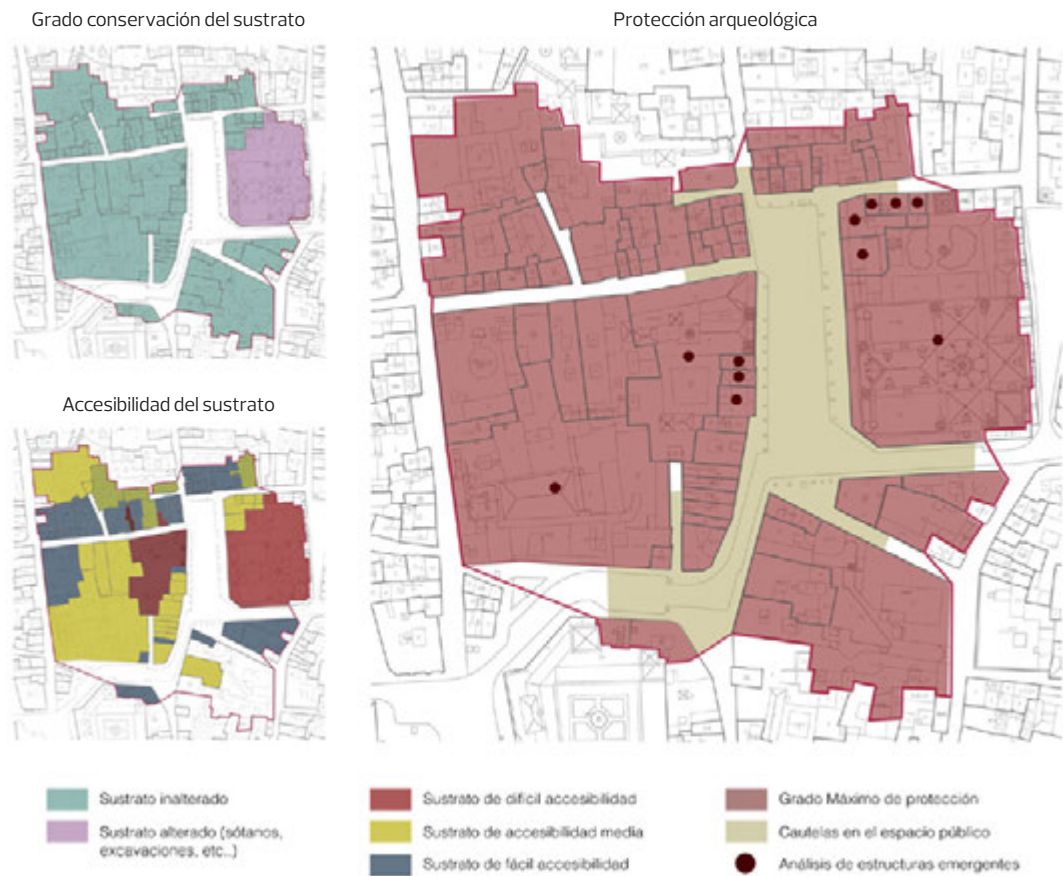 Grado conservación del sustrato
Protección arqueológica
Accesibilidad del sustrato
Sustrato inalterado
Sustrato alterado (sótanos,
excavaciones, etc..)
Sustrato de difícil accesibilidad
Sustrato de accesibilidad media
Sustrato de fácil accesibilidad
Grado Máximo de protección
Cautelas en el espacio público
Análisis de estructuras emergentes